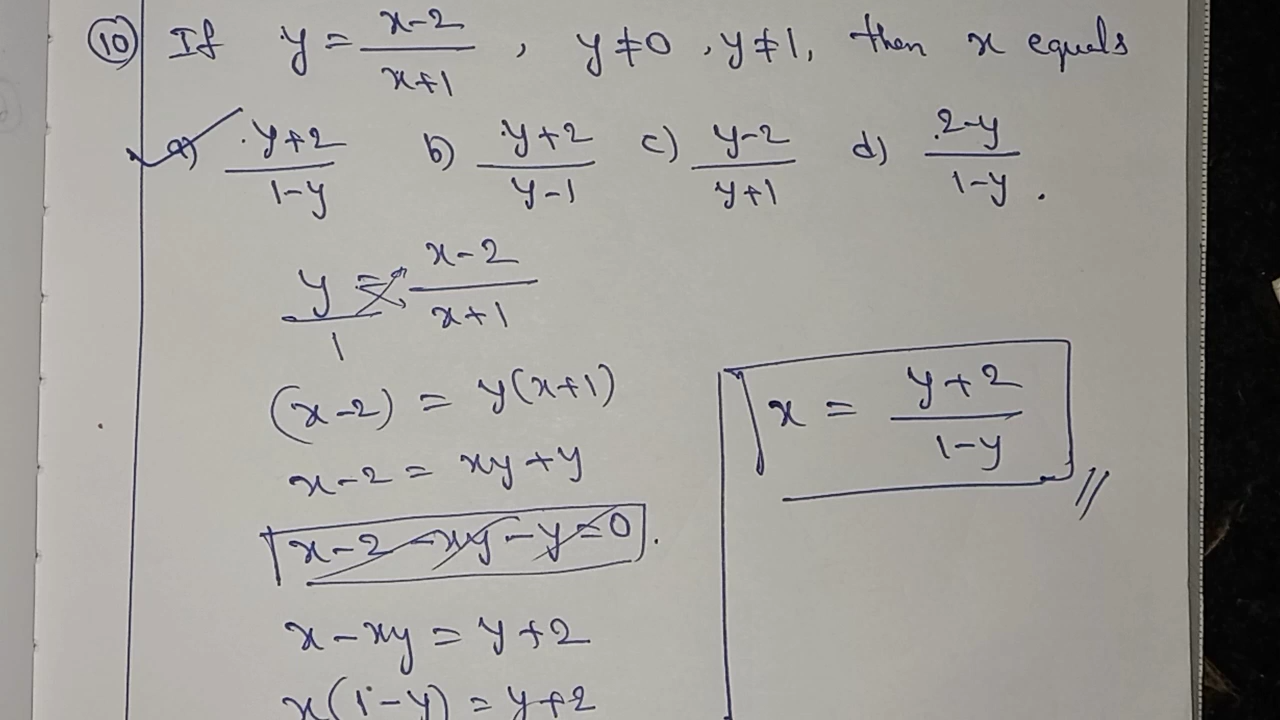 10 If y = x-2/x+1 , y≠0 , y≠1, then x equals
a) y+2/1-y b) y+2/y-1 c) y-2/y+1 d) 2-y/1-y .
y/1 = x-2/x+1
(x-2) = y(x+1)
x-2 = xy+y
x-2-xy-y=0 .
x-xy = y+2
x(1-y) = y+2
x = y+2/1-y //